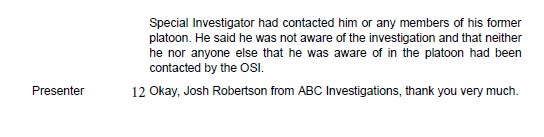 Special Investigator had contacted him or any members of his former
platoon. He said he was not aware of the investigation and that neither
he nor anyone else that he was aware of in the platoon had been
contacted by the OSI.
Presenter 12 Okay, Josh Robertson from ABC Investigations, thank you very much.